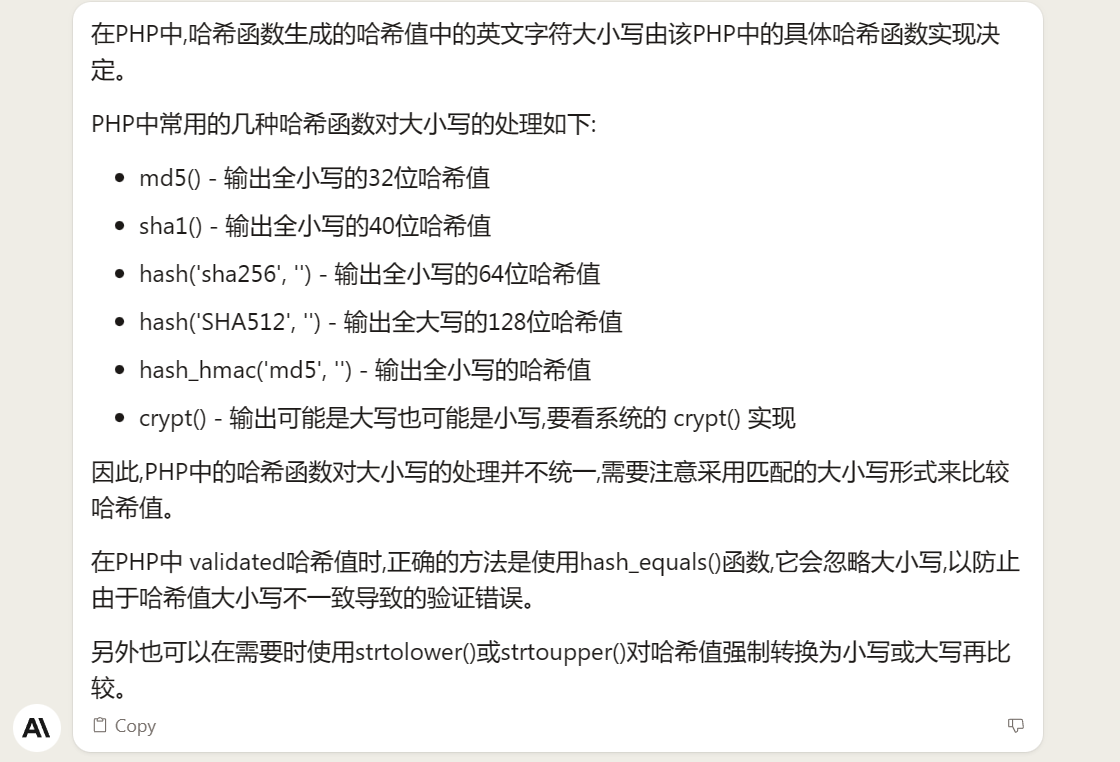 在PHP中,哈希函数生成的哈希值中的英文字符大小写由该PHP中的具体哈希函数实现决
定。
PHP中常用的几种哈希函数对大小写的处理如下:
• md5() - 输出全小写的32位哈希值
• sha1() - 输出全小写的40位哈希值
• hash('sha256', '') - 输出全小写的64位哈希值
• hash('SHA512', '') - 输出全大写的128位哈希值
• hash_hmac('md5', '') - 输出全小写的哈希值
• crypt() - 输出可能是大写也可能是小写,要看系统的 crypt() 实现
因此,PHP中的哈希函数对大小写的处理并不统一,需要注意采用匹配的大小写形式来比较
哈希值。
在PHP中 validated哈希值时,正确的方法是使用hash_equals()函数,它会忽略大小写,以防止
由于哈希值大小写不一致导致的验证错误。
另外也可以在需要时使用strtolower()或strtoupper()对哈希值强制转换为小写或大写再比
较。
Copy
A\